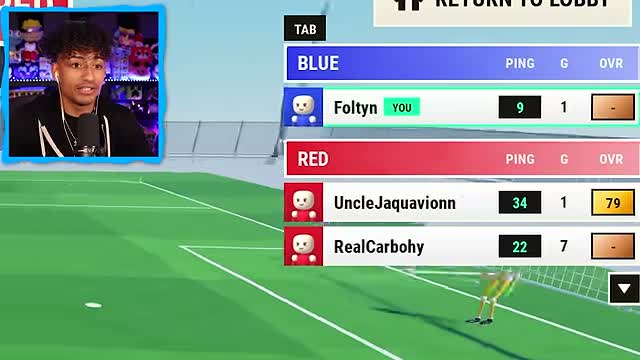 RETURN TO LOBBY
TAB
BLUE PING G OVR
Foltyn YOU 9 1 -
RED PING G OVR
UncleJaquavionn 34 1 79
RealCarbohy 22 7 -